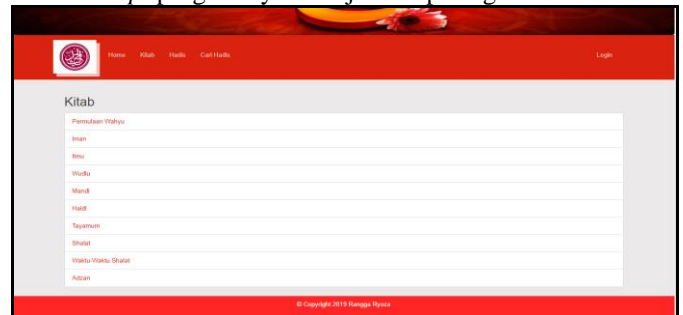 Home Kitab Hadis Cari Hadis Login
Kitab
Permulaan Wahyu
Iman
Ilmu
Wudlu
Mandi
Haidl
Tayamum
Shalat
Waktu-Waktu Shalat
Adzan
© Copyright 2019 Rangga Ryoza